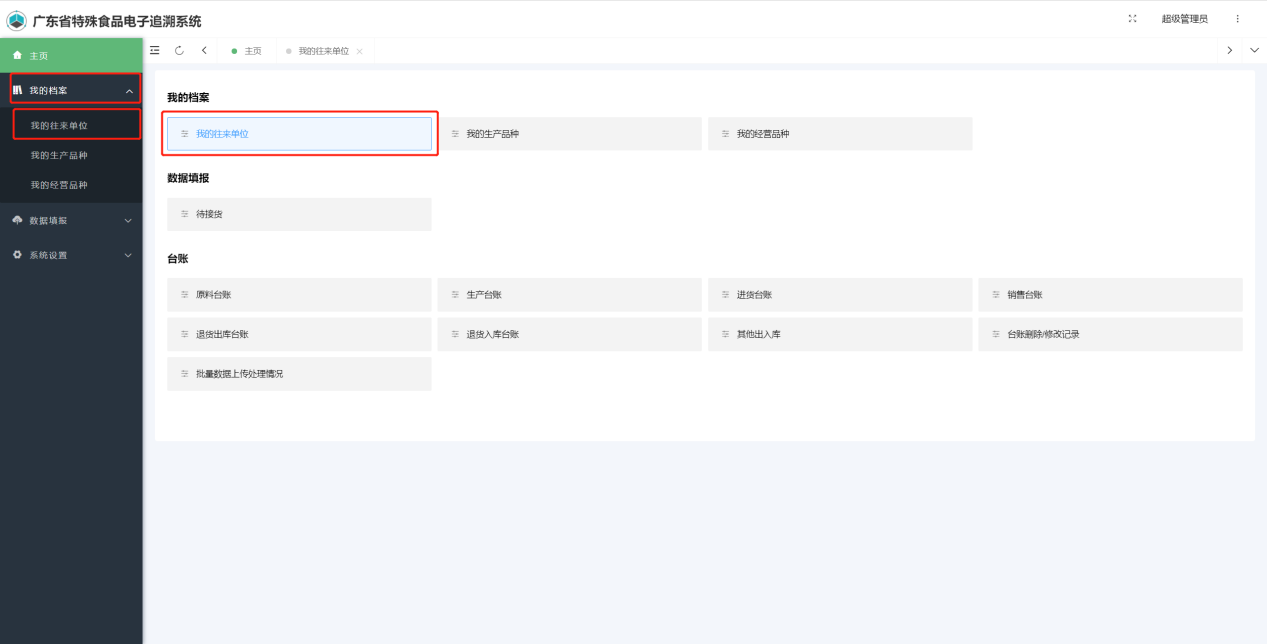 广东省特殊食品电子追溯系统
超级管理员
主页
主页
我的往来单位
我的档案
我的往来单位
我的生产品种
我的经营品种
数据填报
系统设置
我的档案
我的往来单位
我的生产品种
我的经营品种
数据填报
待接货
台账
原料台账
生产台账
进货台账
销售台账
退货出库台账
退货入库台账
其他出入库
台账删除/修改记录
批量数据上传处理情况